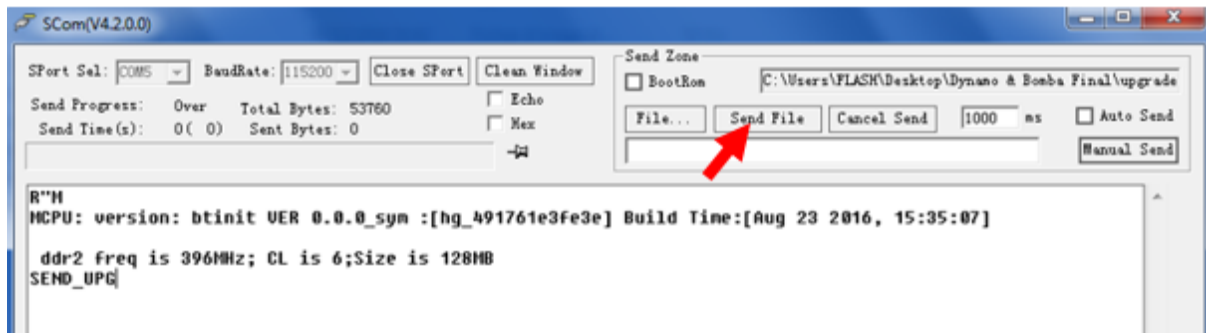 SCom(V4.2.0.0)
SPort Sel: COM5 BaudRate: 115200 Close SPort Clean Window
Send Progress: Over Total Bytes: 53760 Echo
Send Time(s): 0( 0) Sent Bytes: 0 Hex
Send Zone
BootRom C:\Users\FLASH\Desktop\Dynano & Bomba Final\upgrade
File... Send File Cancel Send 1000 ms Auto Send
Manual Send
R"M
MCPU: version: btinit VER 0.0.0_sym :[hg_491761e3fe3e] Build Time:[Aug 23 2016, 15:35:07]
ddr2 freq is 396MHz; CL is 6;Size is 128MB
SEND_UPG